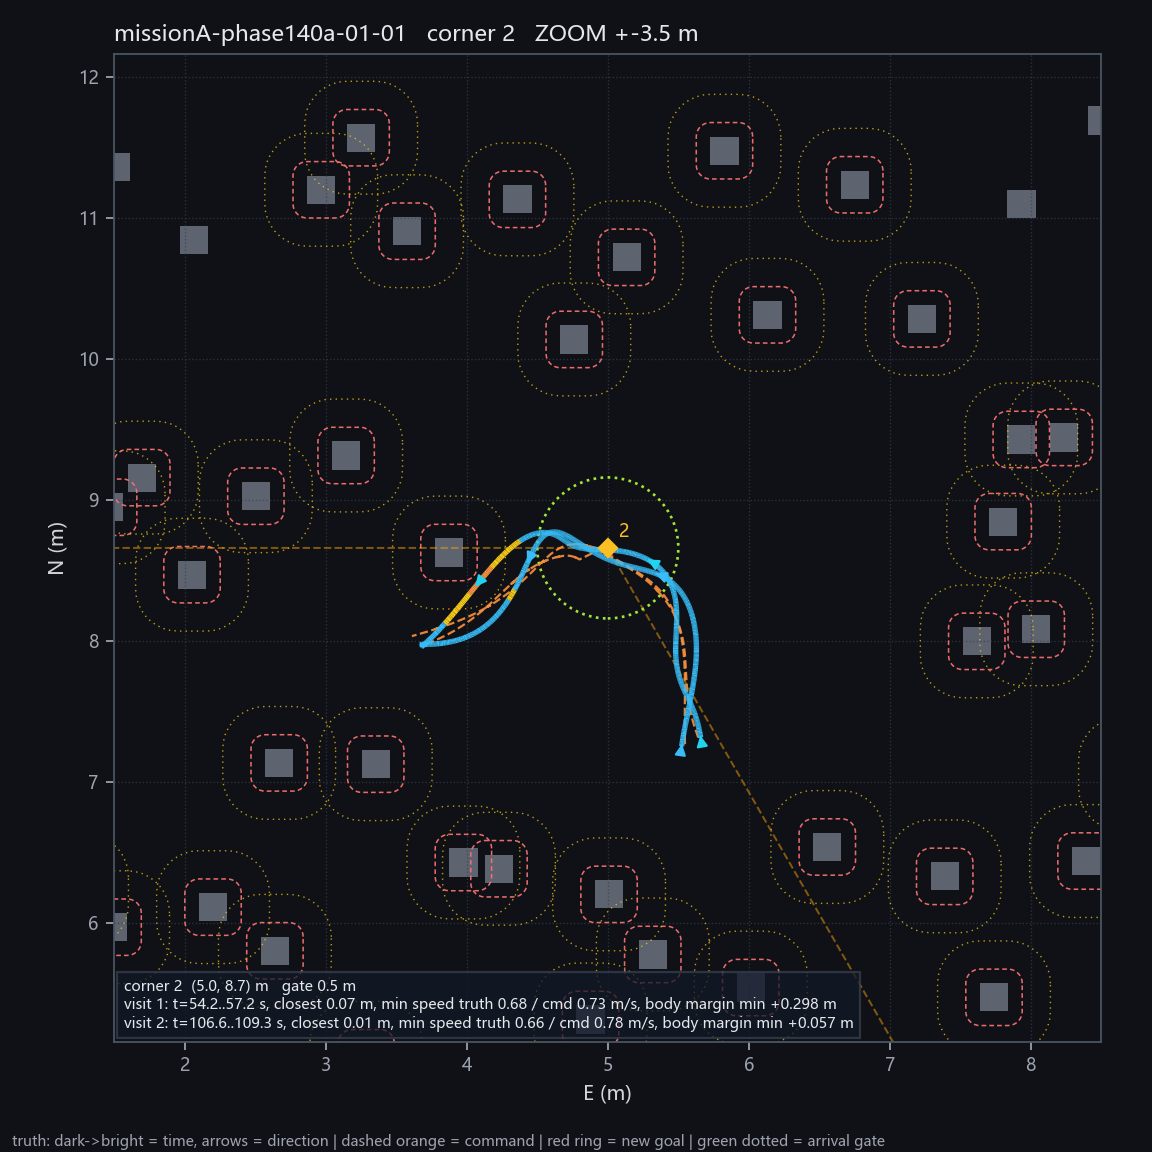 missionA-phase140a-01-01   corner 2   ZOOM +-3.5 m
12
11
10
9
8
7
6
N (m)
2
corner 2  (5.0, 8.7) m   gate 0.5 m
visit 1: t=54.2..57.2 s, closest 0.07 m, min speed truth 0.68 / cmd 0.73 m/s, body margin min +0.298 m
visit 2: t=106.6..109.3 s, closest 0.01 m, min speed truth 0.66 / cmd 0.78 m/s, body margin min +0.057 m
2 3 4 5 6 7 8
E (m)
truth: dark->bright = time, arrows = direction | dashed orange = command | red ring = new goal | green dotted = arrival gate